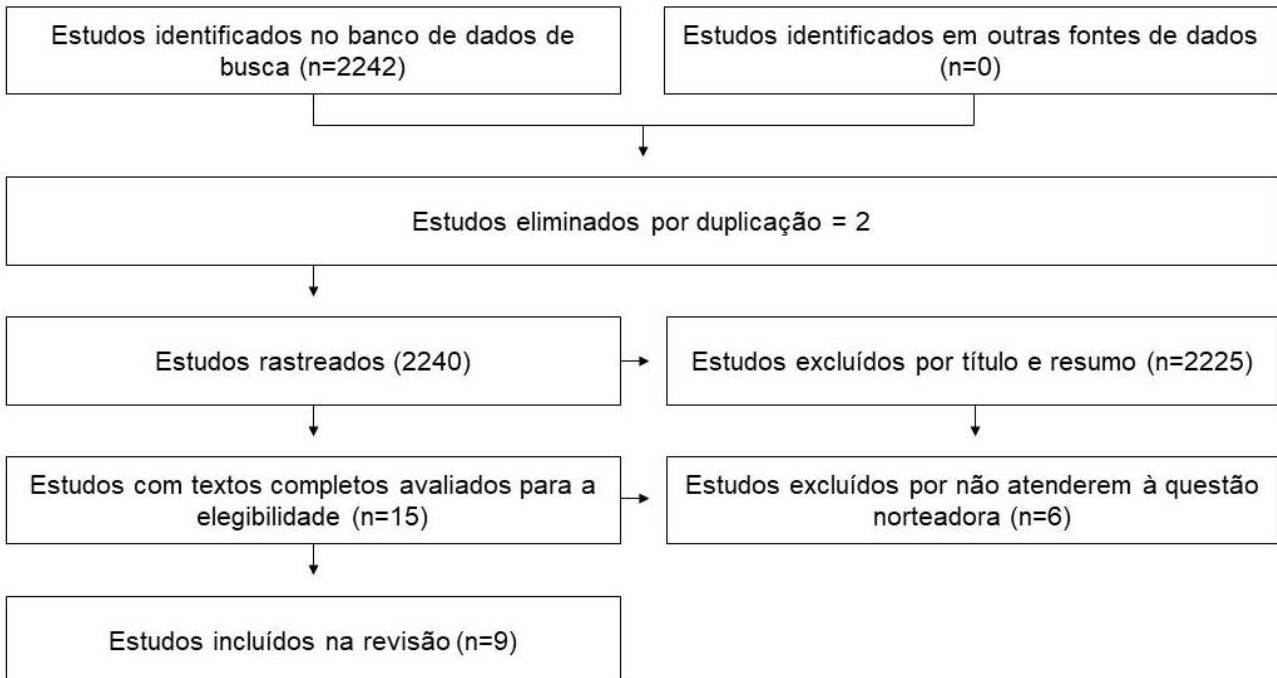 Estudos identificados no banco de dados de
busca (n=2242)
Estudos identificados em outras fontes de dados
(n=0)
Estudos eliminados por duplicação = 2
Estudos rastreados (2240)
Estudos excluídos por título e resumo (n=2225)
Estudos com textos completos avaliados para a
elegibilidade (n=15)
Estudos excluídos por não atenderem à questão
norteadora (n=6)
Estudos incluídos na revisão (n=9)